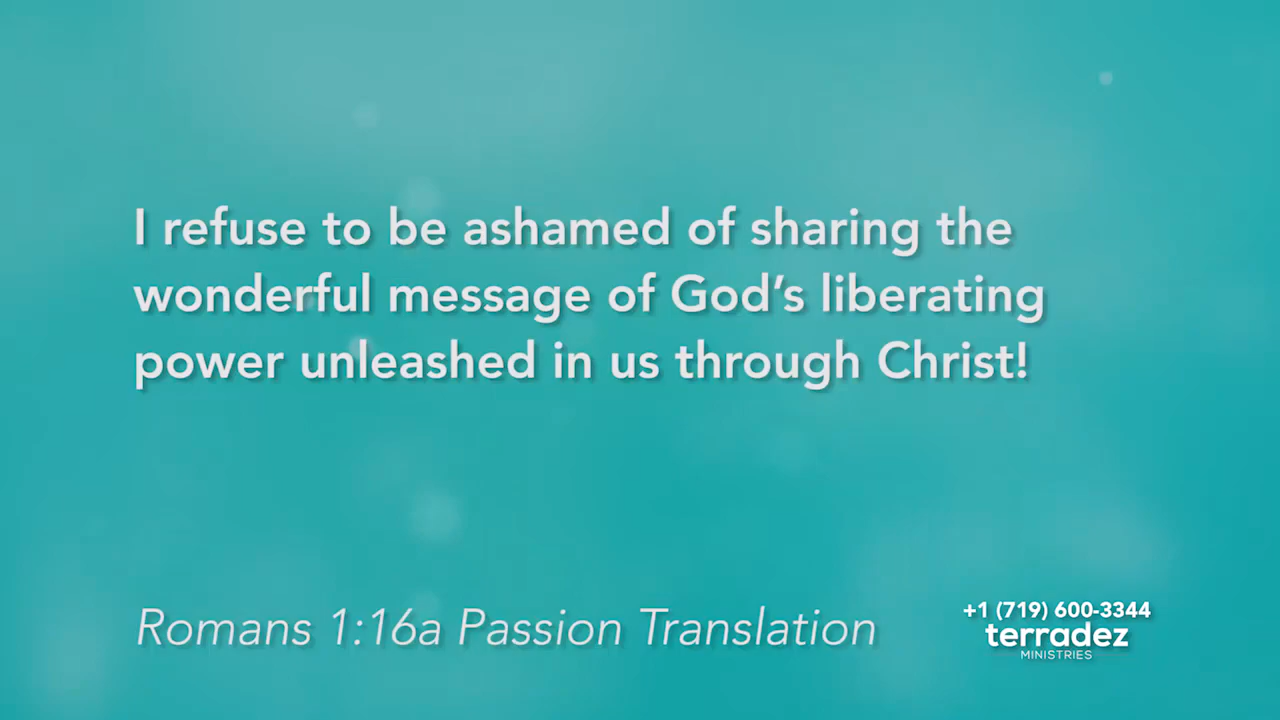 I refuse to be ashamed of sharing the
wonderful message of God's liberating
power unleashed in us through Christ!
Romans 1:16a Passion Translation
+1 (719) 600-3344
terradez
MINISTRIES